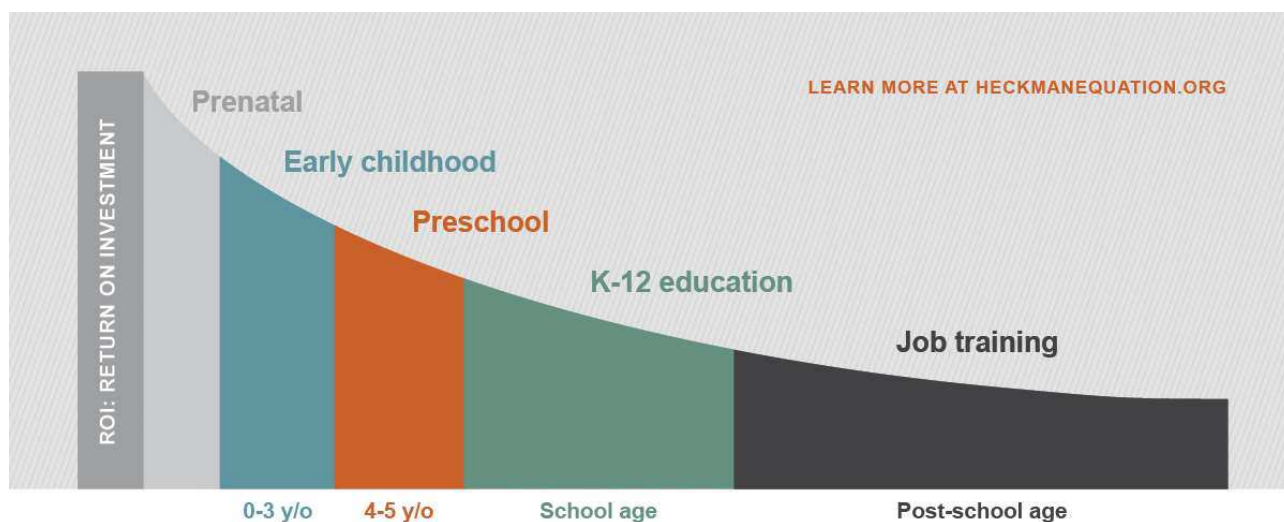 LEARN MORE AT HECKMANEQUATION.ORG
ROI: RETURN ON INVESTMENT
Prenatal
Early childhood
Preschool
K-12 education
Job training
0-3 y/o
4-5 y/o
School age
Post-school age